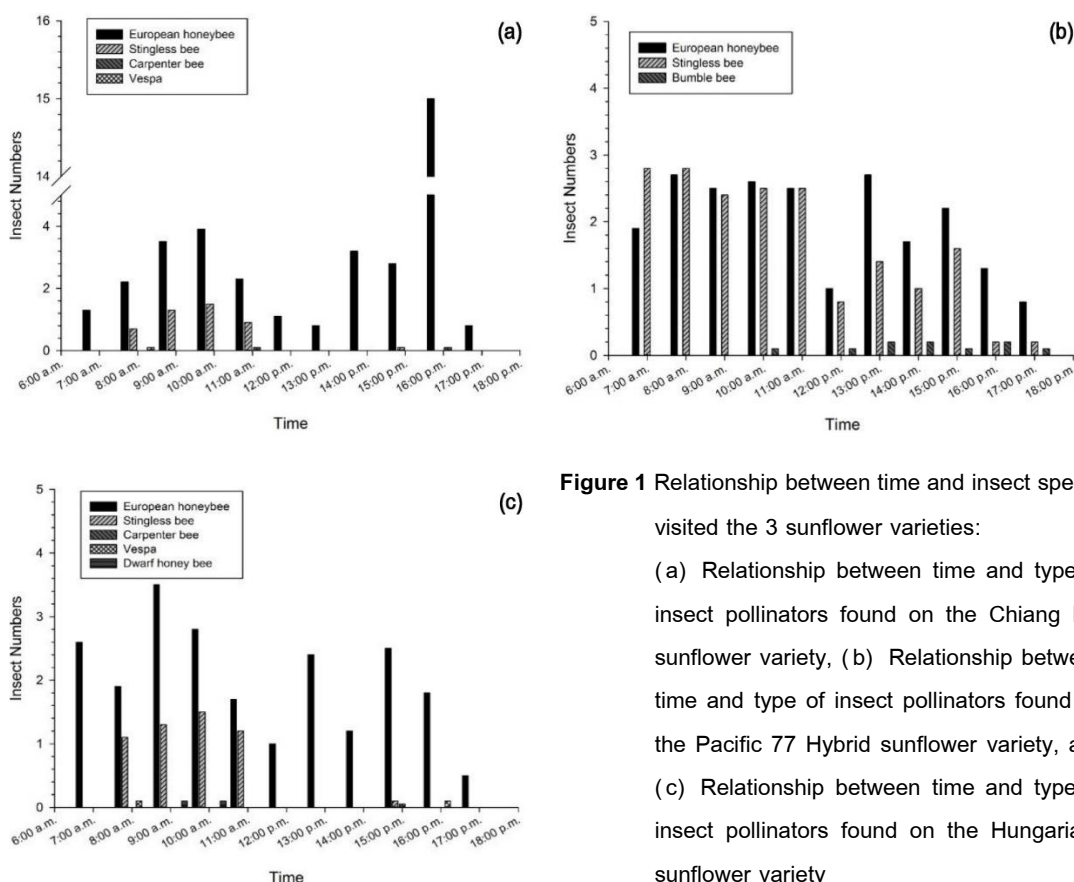 (a)
European honeybee
Stingless bee
Carpenter bee
Vespa
16
15
14
4
2
0
Insect Numbers
6:00 a.m.
7:00 a.m.
8:00 a.m.
9:00 a.m.
10:00 a.m.
11:00 a.m.
12:00 p.m.
13:00 p.m.
14:00 p.m.
15:00 p.m.
16:00 p.m.
17:00 p.m.
18:00 p.m.
Time
(b)
European honeybee
Stingless bee
Bumble bee
5
4
3
2
1
0
Insect Numbers
6:00 a.m.
7:00 a.m.
8:00 a.m.
9:00 a.m.
10:00 a.m.
11:00 a.m.
12:00 p.m.
13:00 p.m.
14:00 p.m.
15:00 p.m.
16:00 p.m.
17:00 p.m.
18:00 p.m.
Time
(c)
European honeybee
Stingless bee
Carpenter bee
Vespa
Dwarf honey bee
5
4
3
2
1
0
Insect Numbers
6:00 a.m.
7:00 a.m.
8:00 a.m.
9:00 a.m.
10:00 a.m.
11:00 a.m.
12:00 p.m.
13:00 p.m.
14:00 p.m.
15:00 p.m.
16:00 p.m.
17:00 p.m.
18:00 p.m.
Time
Figure 1 Relationship between time and insect
visited the 3 sunflower varieties:
(a) Relationship between time and type
insect pollinators found on the Chiang
sunflower variety, (b) Relationship
time and type of insect pollinators found
the Pacific 77 Hybrid sunflower variety,
(c) Relationship between time and type
insect pollinators found on the
sunflower variety